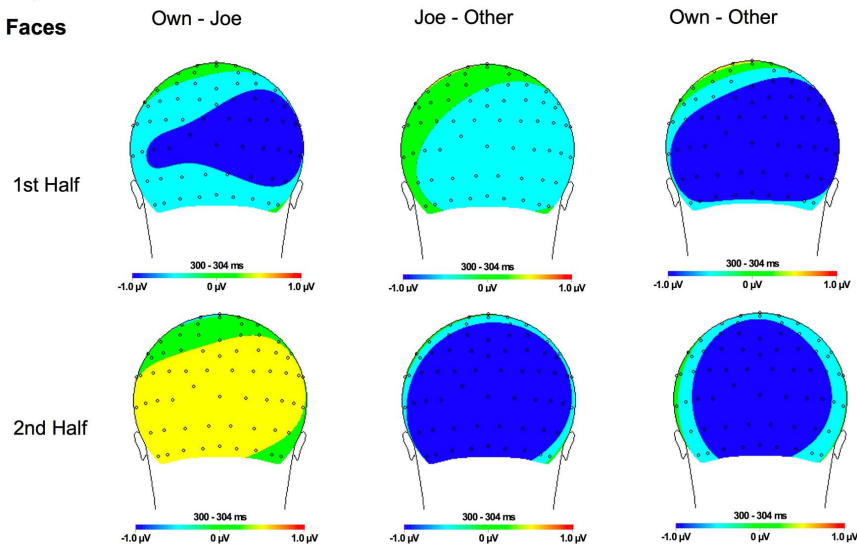 Faces
Own - Joe
Joe - Other
Own - Other
1st Half
300 - 304 ms
-1.0 µV 0 µV 1.0 µV
300 - 304 ms
-1.0 µV 0 µV 1.0 µV
300 - 304 ms
-1.0 µV 0 µV 1.0 µV
2nd Half
300 - 304 ms
-1.0 µV 0 µV 1.0 µV
300 - 304 ms
-1.0 µV 0 µV 1.0 µV
300 - 304 ms
-1.0 µV 0 µV 1.0 µV